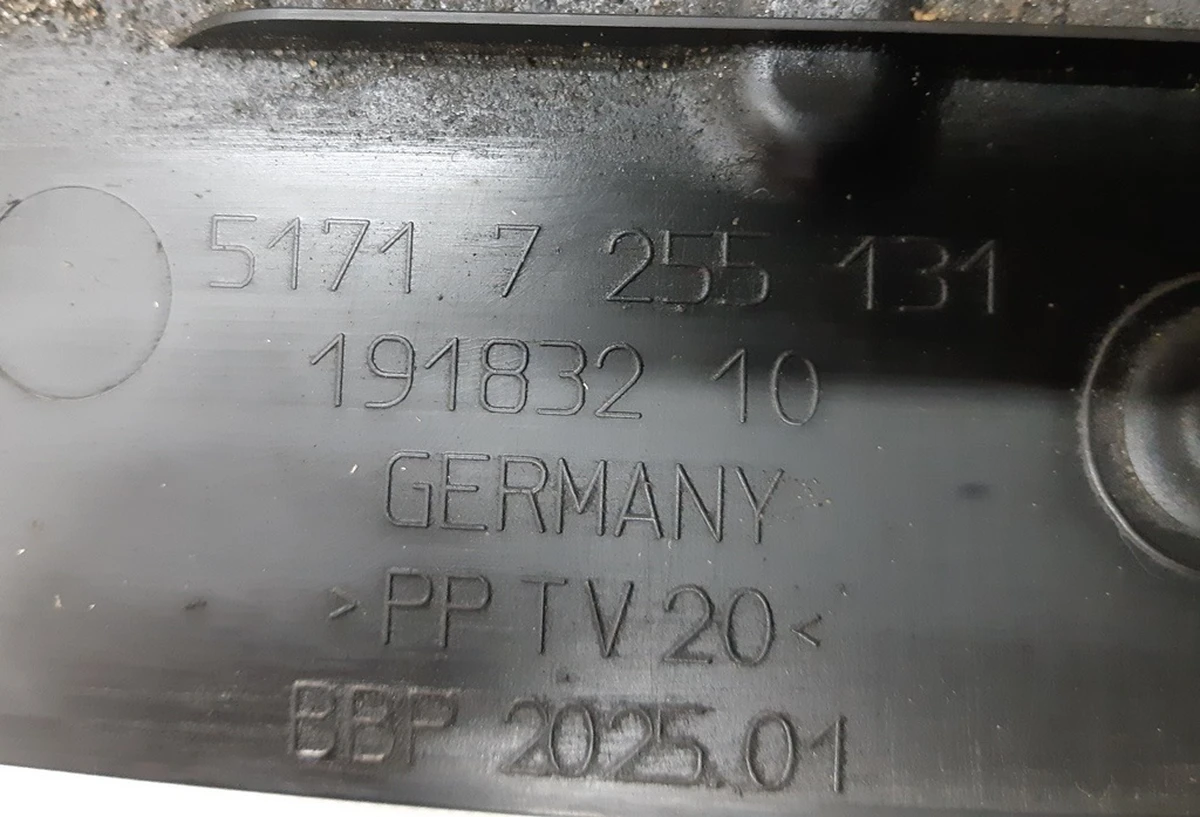 5171 7 255 131
191832 10
GERMANY
>PP TV 20<
BBP 2025.01